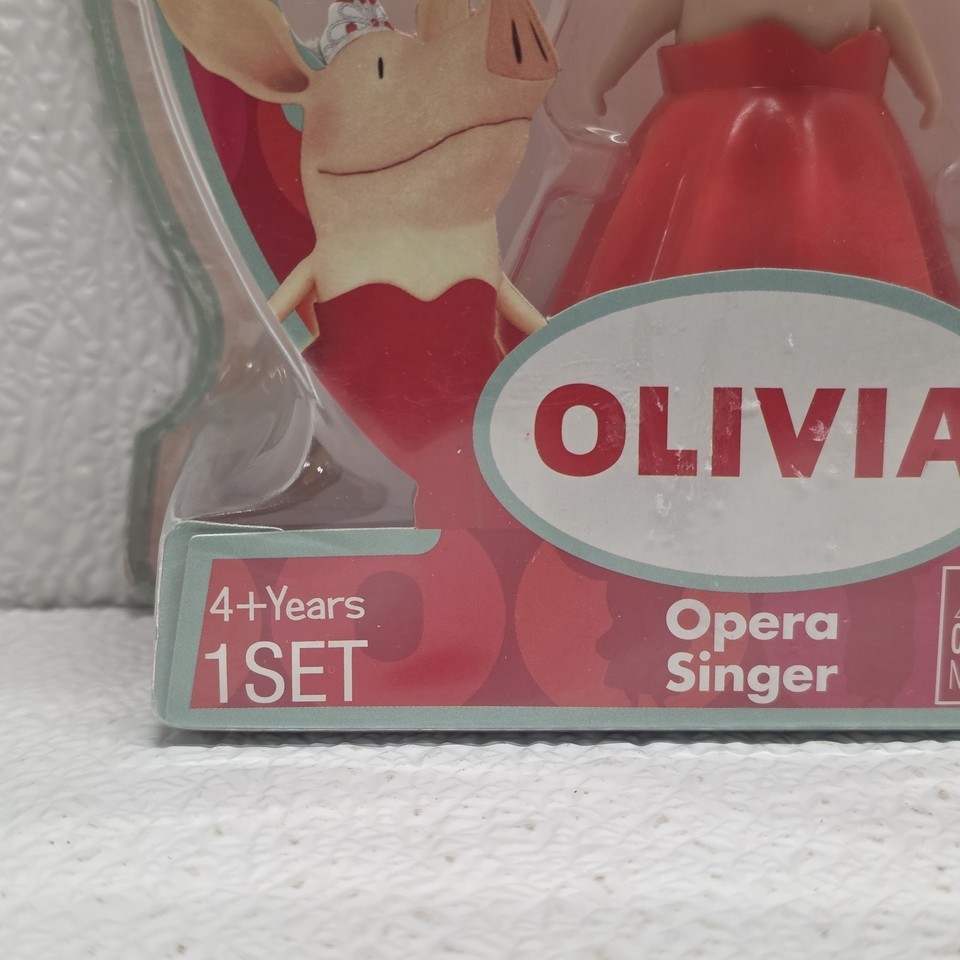 OLIVIA
4+Years
1SET
Opera
Singer